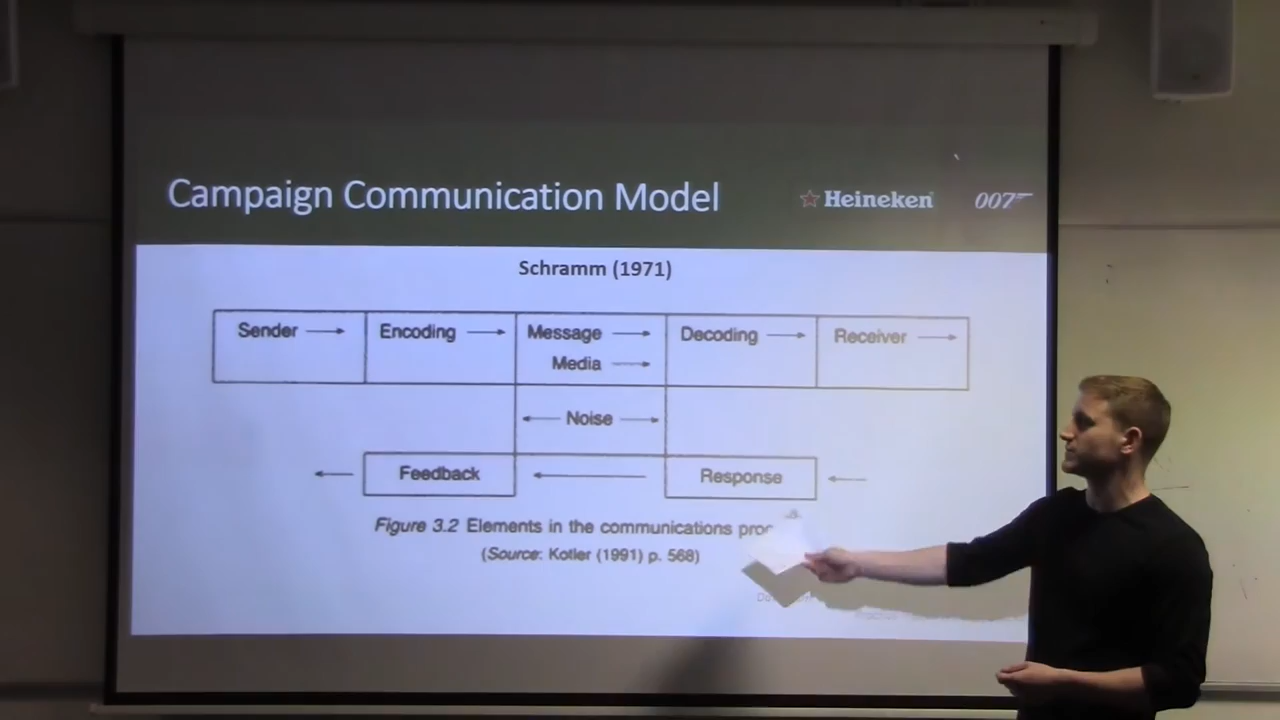 Campaign Communication Model
Heineken
007
Schramm (1971)
Sender
Encoding
Message
Media
Decoding
Receiver
Noise
Feedback
Response
Figure 3.2 Elements in the communications
(Source: Kotler (1991) p. 568)